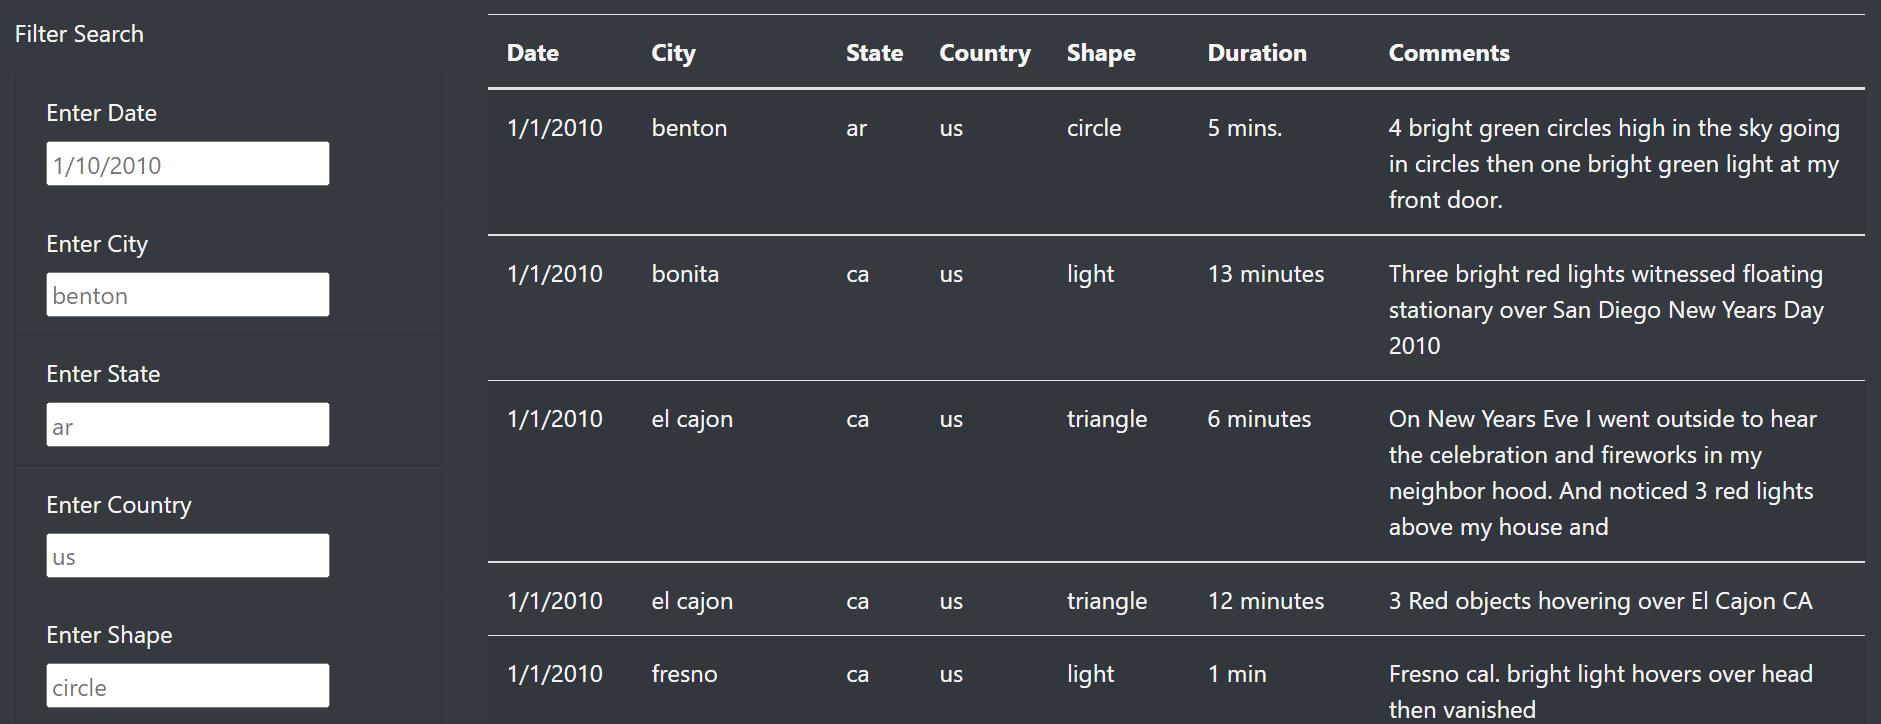 Filter Search
Enter Date
1/10/2010
Enter City
benton
Enter State
ar
Enter Country
us
Enter Shape
circle
Date City State Country Shape Duration Comments
1/1/2010 benton ar us circle 5 mins. 4 bright green circles high in the sky going
in circles then one bright green light at my
front door.
1/1/2010 bonita ca us light 13 minutes Three bright red lights witnessed floating
stationary over San Diego New Years Day
2010
1/1/2010 el cajon ca us triangle 6 minutes On New Years Eve I went outside to hear
the celebration and fireworks in my
neighbor hood. And noticed 3 red lights
above my house and
1/1/2010 el cajon ca us triangle 12 minutes 3 Red objects hovering over El Cajon CA
1/1/2010 fresno ca us light 1 min Fresno cal. bright light hovers over head
then vanished